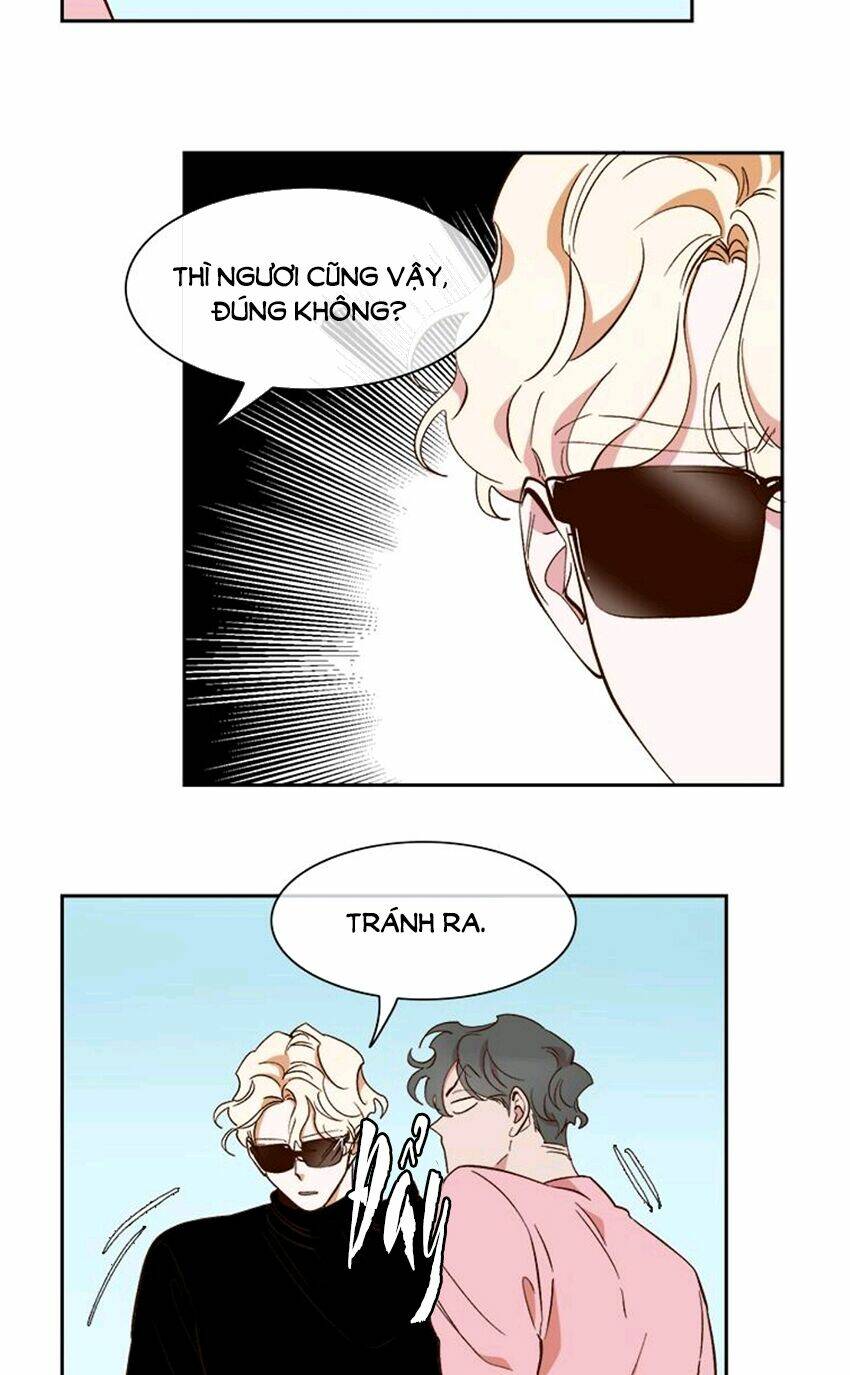 THÌ NGƯƠI CŨNG VẬY,
ĐÚNG KHÔNG?
TRÁNH RA.
Đẩy